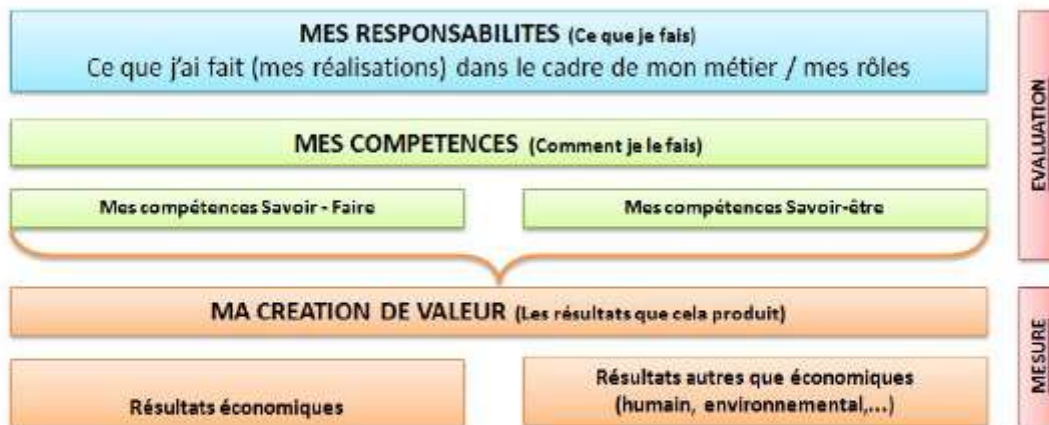 MES RESPONSABILITES (Ce que je fais)
Ce que j'ai fait (mes réalisations) dans le cadre de mon métier / mes rôles
MES COMPETENCES (Comment je le fais)
Mes compétences Savoir - Faire
Mes compétences Savoir-être
EVALUATION
MA CREATION DE VALEUR (Les résultats que cela produit)
Résultats économiques
Résultats autres que économiques
(humain, environnemental,...)
MESURE